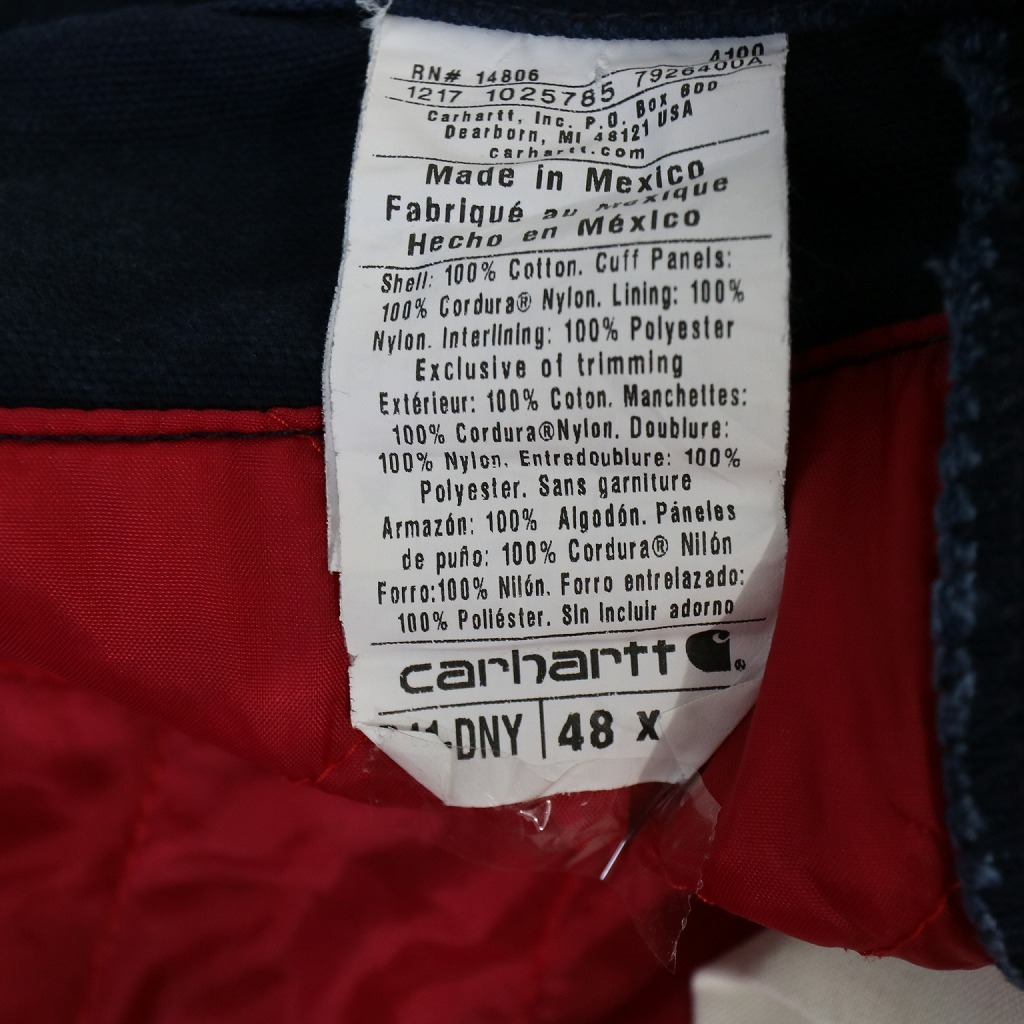 4100
RN# 14806 7926400A
1217 1025785
Carhartt, Inc. P.O. Box 600
Dearborn, MI 48121 USA
carhartt.com
Made in Mexico
Fabriqué au Mexique
Hecho en México
Shell: 100% Cotton. Cuff Panels:
100% Cordura® Nylon. Lining: 100%
Nylon. Interlining: 100% Polyester
Exclusive of trimming
Extérieur: 100% Coton. Manchettes:
100% Cordura®Nylon. Doublure:
100% Nylon. Entredoublure: 100%
Polyester. Sans garniture
Armazón: 100% Algodón. Páneles
de puño: 100% Cordura® Nilón
Forro:100% Nilón. Forro entrelazado:
100% Poliéster. Sin incluir adorno
carhartt ®
-DNY 48 X